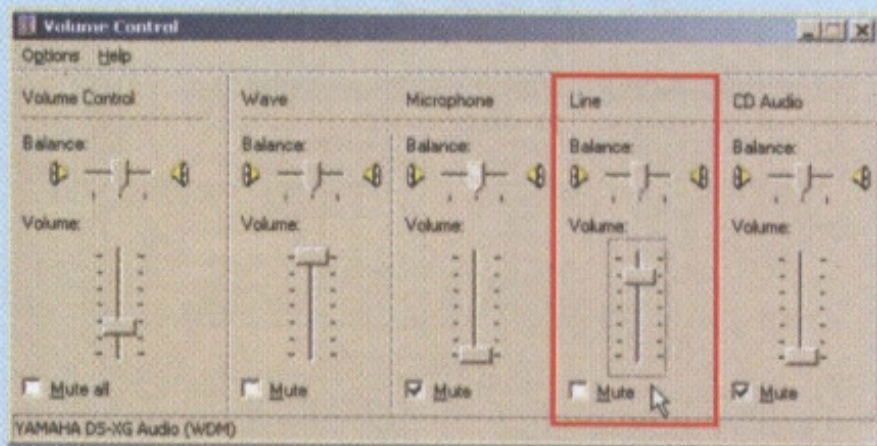 Volume Control
Options Help
Volume Control Wave Microphone Line CD Audio
Balance: Balance: Balance: Balance: Balance:
Volume: Volume: Volume: Volume: Volume:
Mute all Mute Mute Mute Mute
YAMAHA DS-XG Audio (WDM)